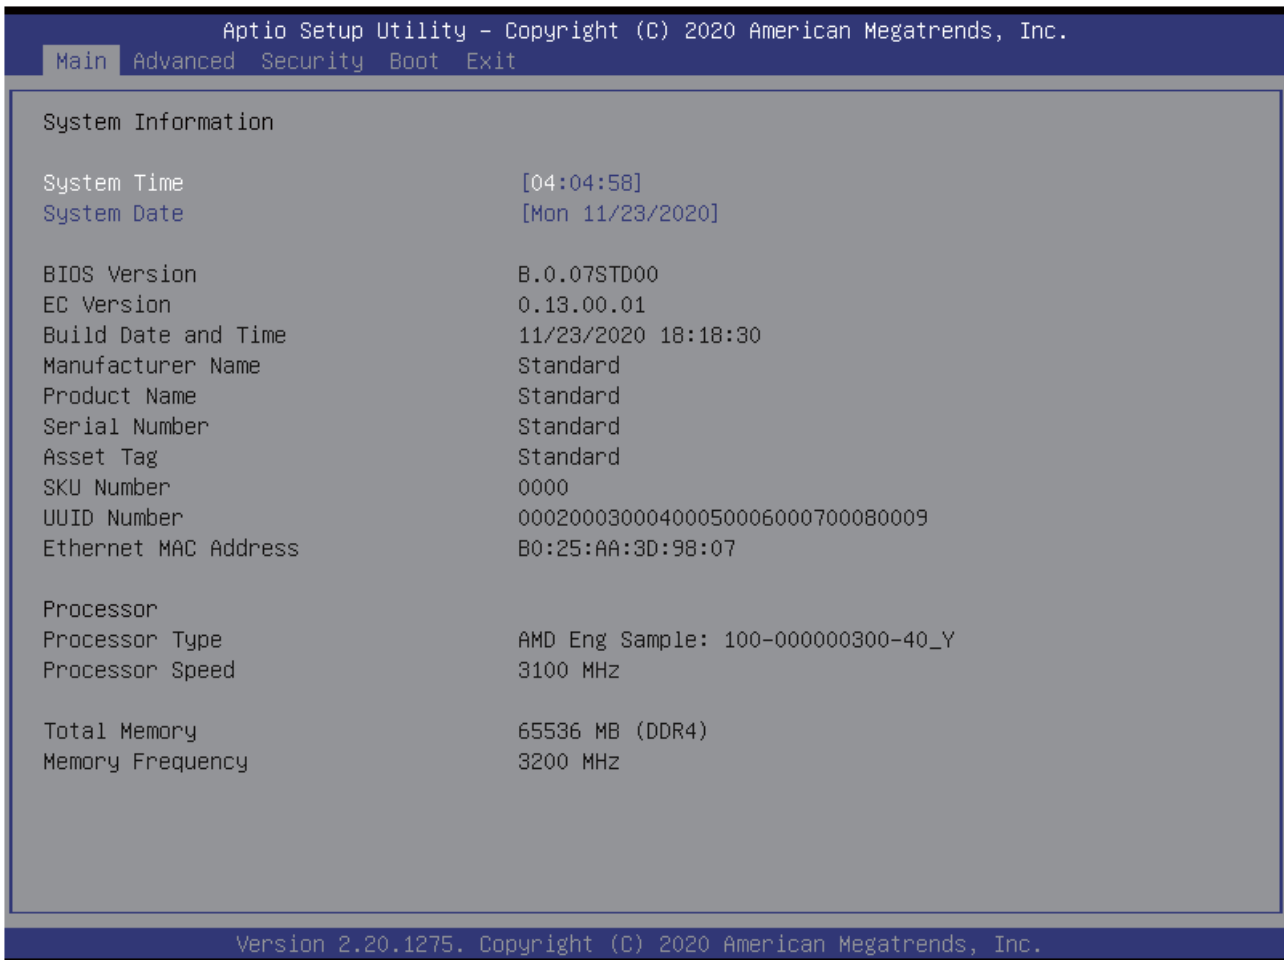 Aptio Setup Utility – Copyright (C) 2020 American Megatrends, Inc.
Main Advanced Security Boot Exit
System Information
System Time [04:04:58]
System Date [Mon 11/23/2020]
BIOS Version B.0.07STD00
EC Version 0.13.00.01
Build Date and Time 11/23/2020 18:18:30
Manufacturer Name Standard
Product Name Standard
Serial Number Standard
Asset Tag Standard
SKU Number 0000
UUID Number 00020003000400050006000700080009
Ethernet MAC Address B0:25:AA:3D:98:07
Processor
Processor Type AMD Eng Sample: 100-000000300-40_Y
Processor Speed 3100 MHz
Total Memory 65536 MB (DDR4)
Memory Frequency 3200 MHz
Version 2.20.1275. Copyright (C) 2020 American Megatrends, Inc.